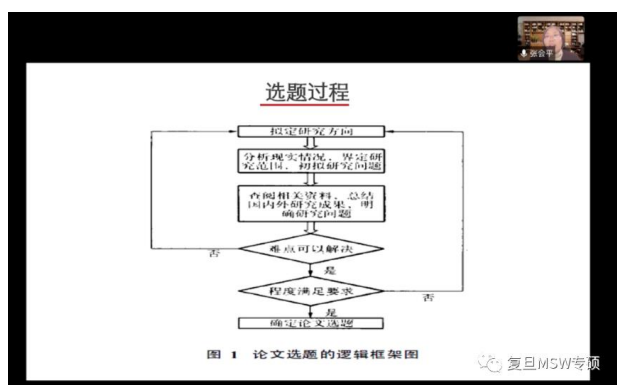 张会平
选题过程
拟定研究方向
分析现实情况，界定研
究范围，初拟研究问题
查阅相关资料，总结
国内外研究成果，明
确研究问题
难点可以解决
否
是
程度满足要求
否
是
确定论文选题
图 1 论文选题的逻辑框架图
复旦MSW专硕